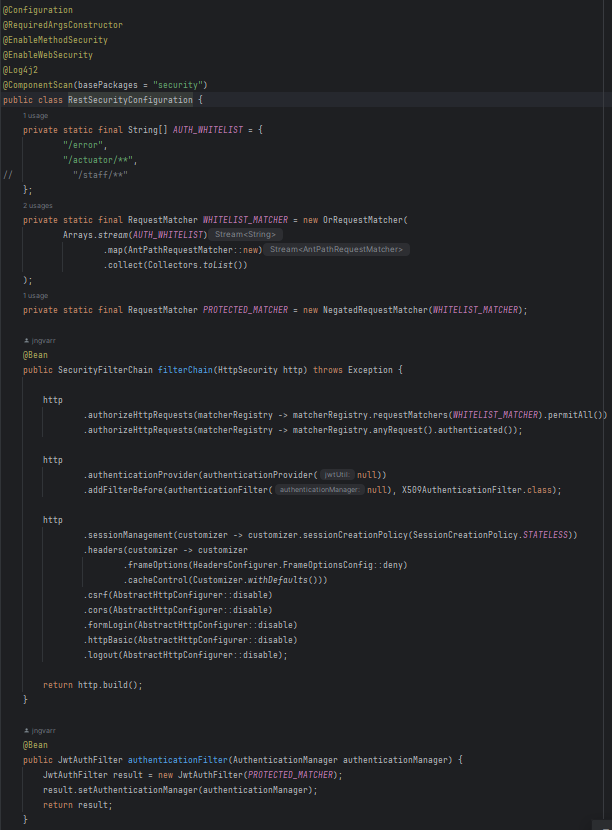 @Configuration
@RequiredArgsConstructor
@EnableMethodSecurity
@EnableWebSecurity
@Log4j2
@ComponentScan(basePackages = "security")
public class RestSecurityConfiguration {
1 usage
private static final String[] AUTH_WHITELIST = {
"/error",
"/actuator/**",
// "/staff/**"
};
2 usages
private static final RequestMatcher WHITELIST_MATCHER = new OrRequestMatcher(
Arrays.stream(AUTH_WHITELIST) Stream<String>
.map(AntPathRequestMatcher::new) Stream<AntPathRequestMatcher>
.collect(Collectors.toList())
);
1 usage
private static final RequestMatcher PROTECTED_MATCHER = new NegatedRequestMatcher(WHITELIST_MATCHER);
jngvarr
@Bean
public SecurityFilterChain filterChain(HttpSecurity http) throws Exception {
http
.authorizeHttpRequests(matcherRegistry -> matcherRegistry.requestMatchers(WHITELIST_MATCHER).permitAll())
.authorizeHttpRequests(matcherRegistry -> matcherRegistry.anyRequest().authenticated());
http
.authenticationProvider(authenticationProvider( jwtUtil: null))
.addFilterBefore(authenticationFilter( authenticationManager: null), X509AuthenticationFilter.class);
http
.sessionManagement(customizer -> customizer.sessionCreationPolicy(SessionCreationPolicy.STATELESS))
.headers(customizer -> customizer
.frameOptions(HeadersConfigurer.FrameOptionsConfig::deny)
.cacheControl(Customizer.withDefaults()))
.csrf(AbstractHttpConfigurer::disable)
.cors(AbstractHttpConfigurer::disable)
.formLogin(AbstractHttpConfigurer::disable)
.httpBasic(AbstractHttpConfigurer::disable)
.logout(AbstractHttpConfigurer::disable);
return http.build();
}
jngvarr
@Bean
public JwtAuthFilter authenticationFilter(AuthenticationManager authenticationManager) {
JwtAuthFilter result = new JwtAuthFilter(PROTECTED_MATCHER);
result.setAuthenticationManager(authenticationManager);
return result;
}